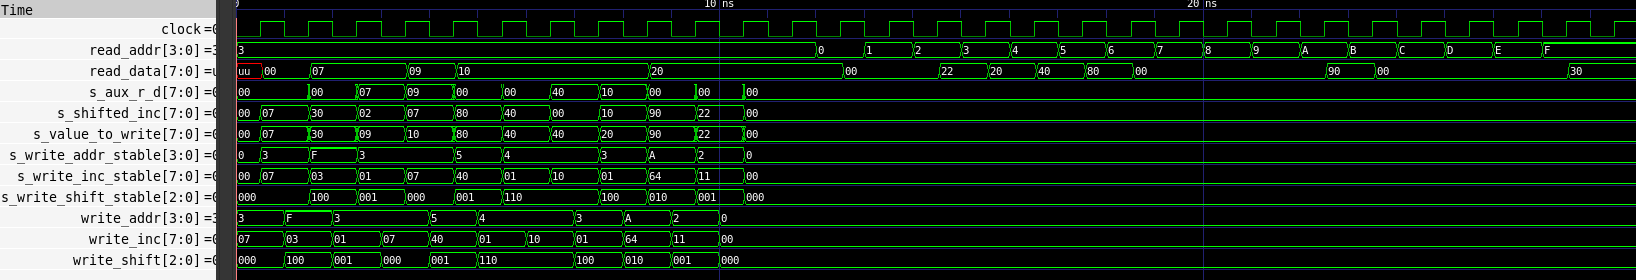 Time 0 10 ns 20 ns
clock =0
read_addr[3:0] =3 3 0 1 2 3 4 5 6 7 8 9 A B C D E F
read_data[7:0] =u uu 00 07 09 10 20 00 22 20 40 80 00 90 00 30
s_aux_r_d[7:0] =0 00 00 07 09 00 00 40 10 00 00 00
s_shifted_inc[7:0] =0 00 07 30 02 07 80 40 00 10 90 22 00
s_value_to_write[7:0] =0 00 07 30 09 10 80 40 40 20 90 22 00
s_write_addr_stable[3:0] =0 0 3 F 3 5 4 3 A 2 0
s_write_inc_stable[7:0] =0 00 07 03 01 07 40 01 10 01 64 11 00
s_write_shift_stable[2:0] =0 000 100 001 000 001 110 100 010 001 000
write_addr[3:0] =3 3 F 3 5 4 3 A 2 0
write_inc[7:0] =0 07 03 01 07 40 01 10 01 64 11 00
write_shift[2:0] =0 000 100 001 000 001 110 100 010 001 000